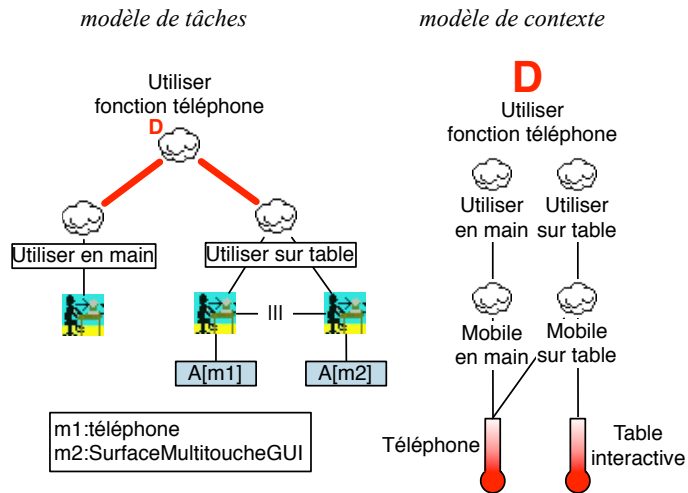 modèle de tâches
Utiliser
fonction téléphone
D
Utiliser en main
Utiliser sur table
III
A[m1]
A[m2]
m1:téléphone
m2:SurfaceMultitoucheGUI
modèle de contexte
D
Utiliser
fonction téléphone
Utiliser
en main
Utiliser
sur table
Mobile
en main
Mobile
sur table
Téléphone
Table
interactive